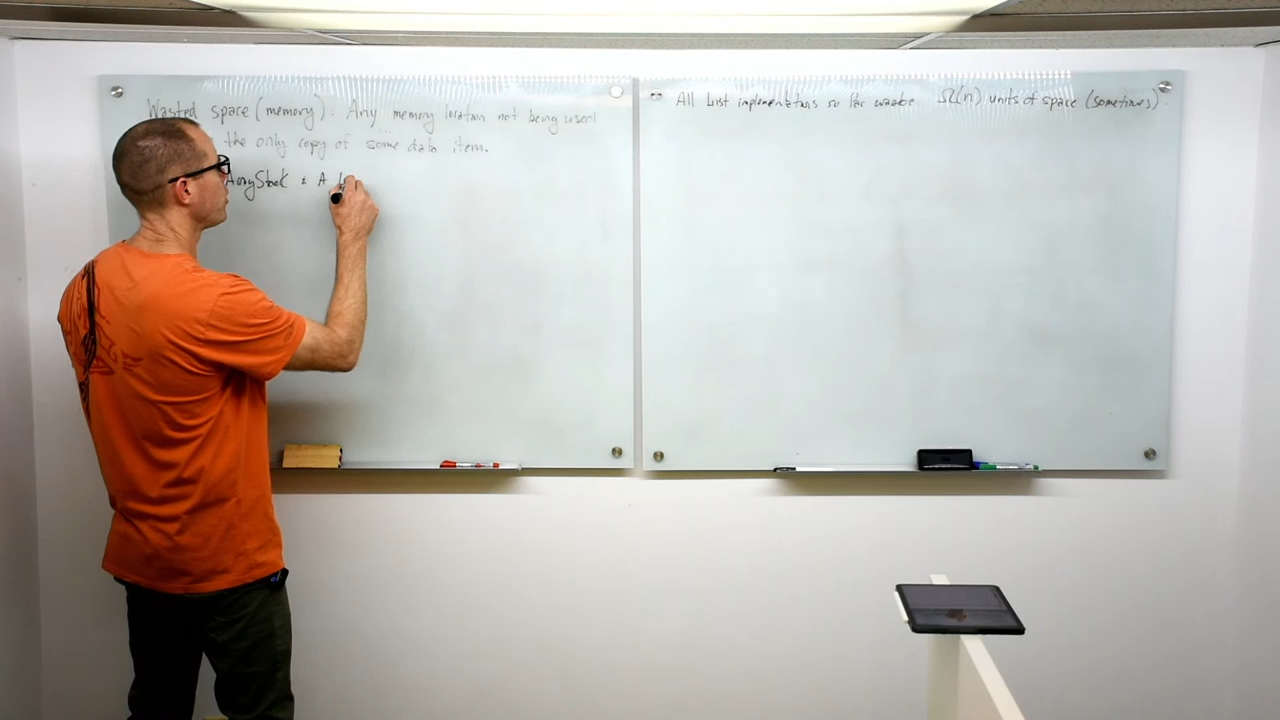 Wasted space (memory): Any memory location not being used
the only copy of some data item.
ArrayStack : A
All List implementations so far waste Ω(n) units of space (sometimes).